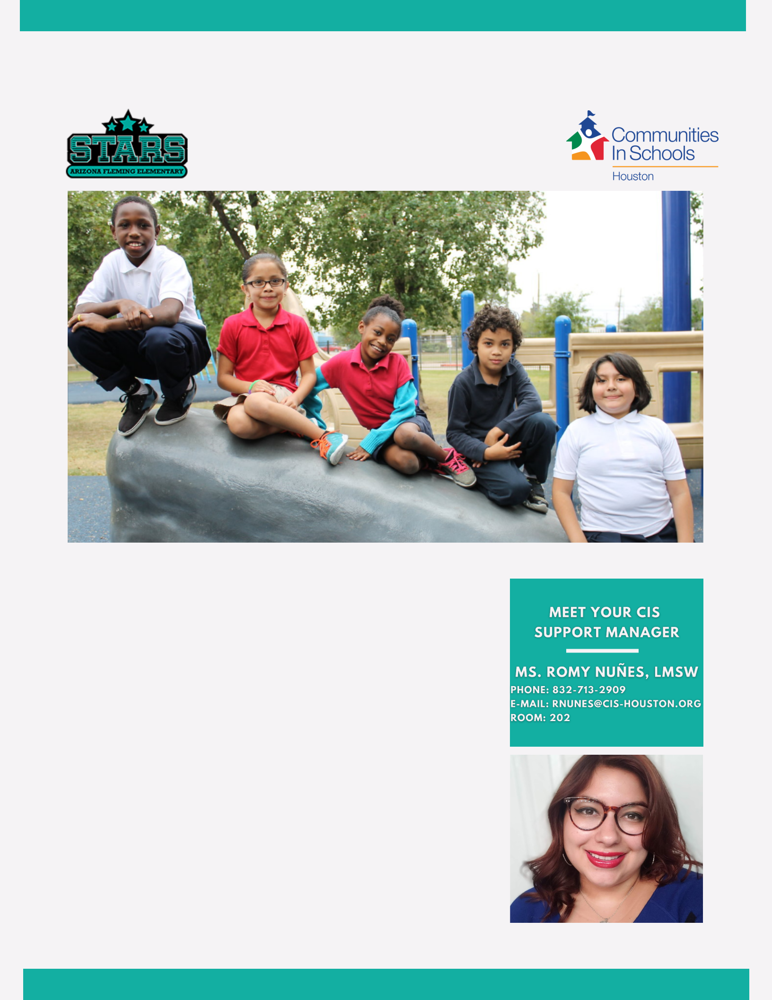 STARS
ARIZONA FLEMING ELEMENTARY
Communities
In Schools
Houston
MEET YOUR CIS
SUPPORT MANAGER
MS. ROMY NUÑES, LMSW
PHONE: 832-713-2909
E-MAIL: RNUNES@CIS-HOUSTON.ORG
ROOM: 202